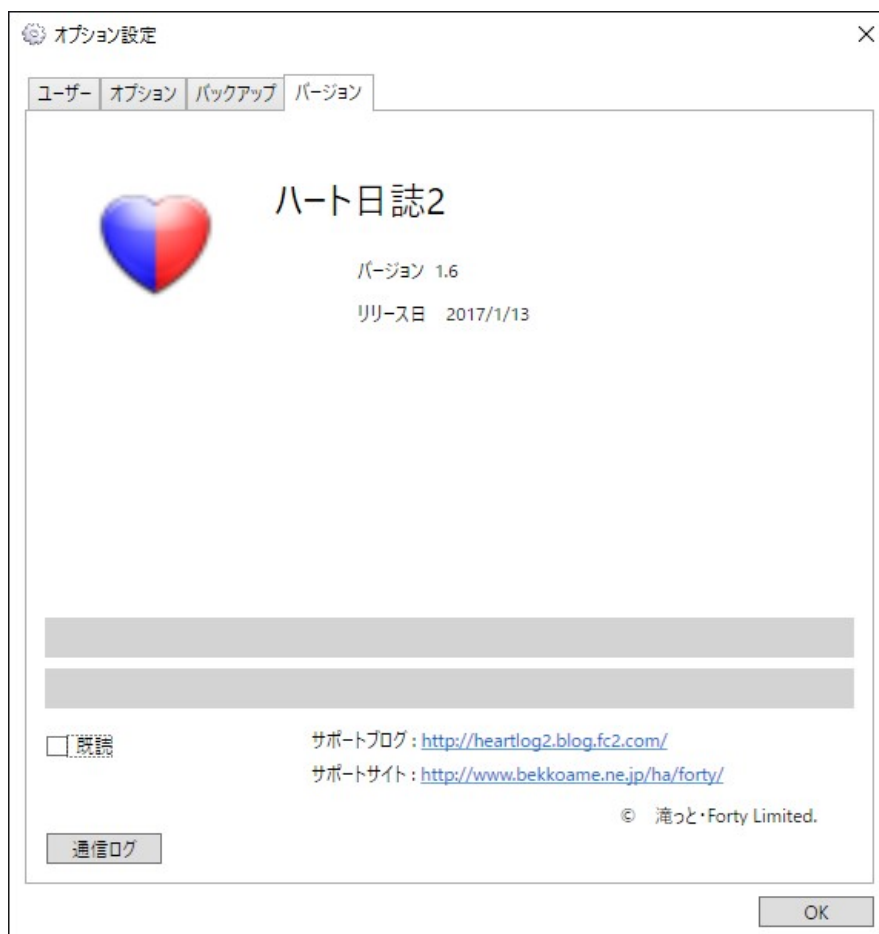 オプション設定
ユーザー オプション バックアップ バージョン
ハート日誌2
バージョン 1.6
リリース日 2017/1/13
既読
サポートブログ : http://heartlog2.blog.fc2.com/
サポートサイト : http://www.bekkoame.ne.jp/ha/forty/
© 滝っと・Forty Limited.
通信ログ
OK